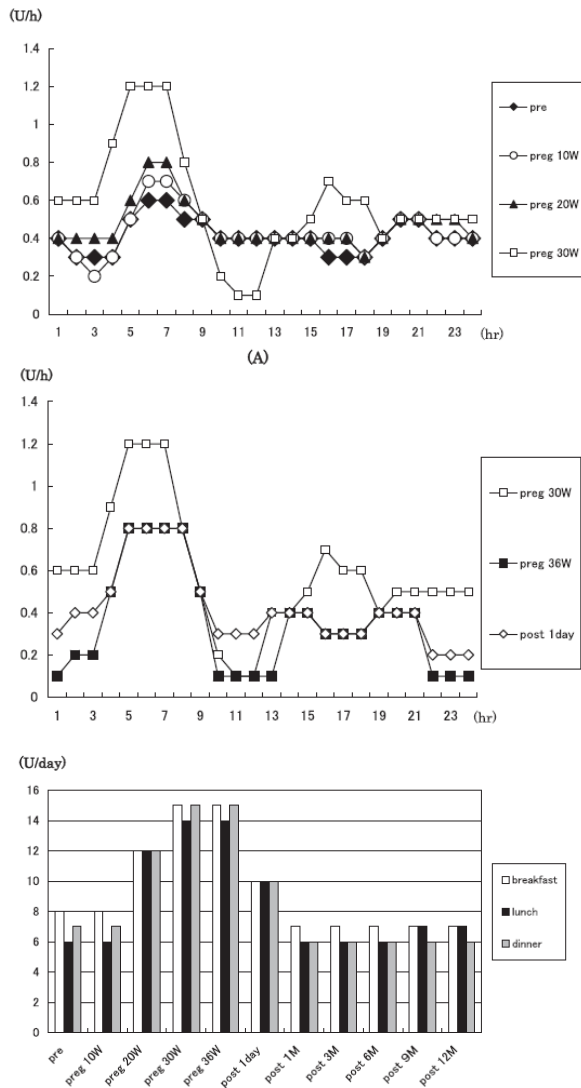 (U/h)
1.4
1.2
1
0.8
0.6
0.4
0.2
0
1 3 5 7 9 11 13 15 17 19 21 23 (hr)
pre
preg 10W
preg 20W
preg 30W
(A)
(U/h)
1.4
1.2
1
0.8
0.6
0.4
0.2
0
1 3 5 7 9 11 13 15 17 19 21 23 (hr)
preg 30W
preg 36W
post 1day
(U/day)
16
14
12
10
8
6
4
2
0
pre preg 10W preg 20W preg 30W preg 36W post 1day post 1M post 3M post 6M post 9M post 12M
breakfast
lunch
dinner